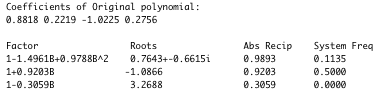 Coefficients of Original polynomial:
0.8818 0.2219 -1.0225 0.2756
Factor Roots Abs Recip System Freq
1-1.4961B+0.9788B^2 0.7643+-0.6615i 0.9893 0.1135
1+0.9203B -1.0866 0.9203 0.5000
1-0.3059B 3.2688 0.3059 0.0000